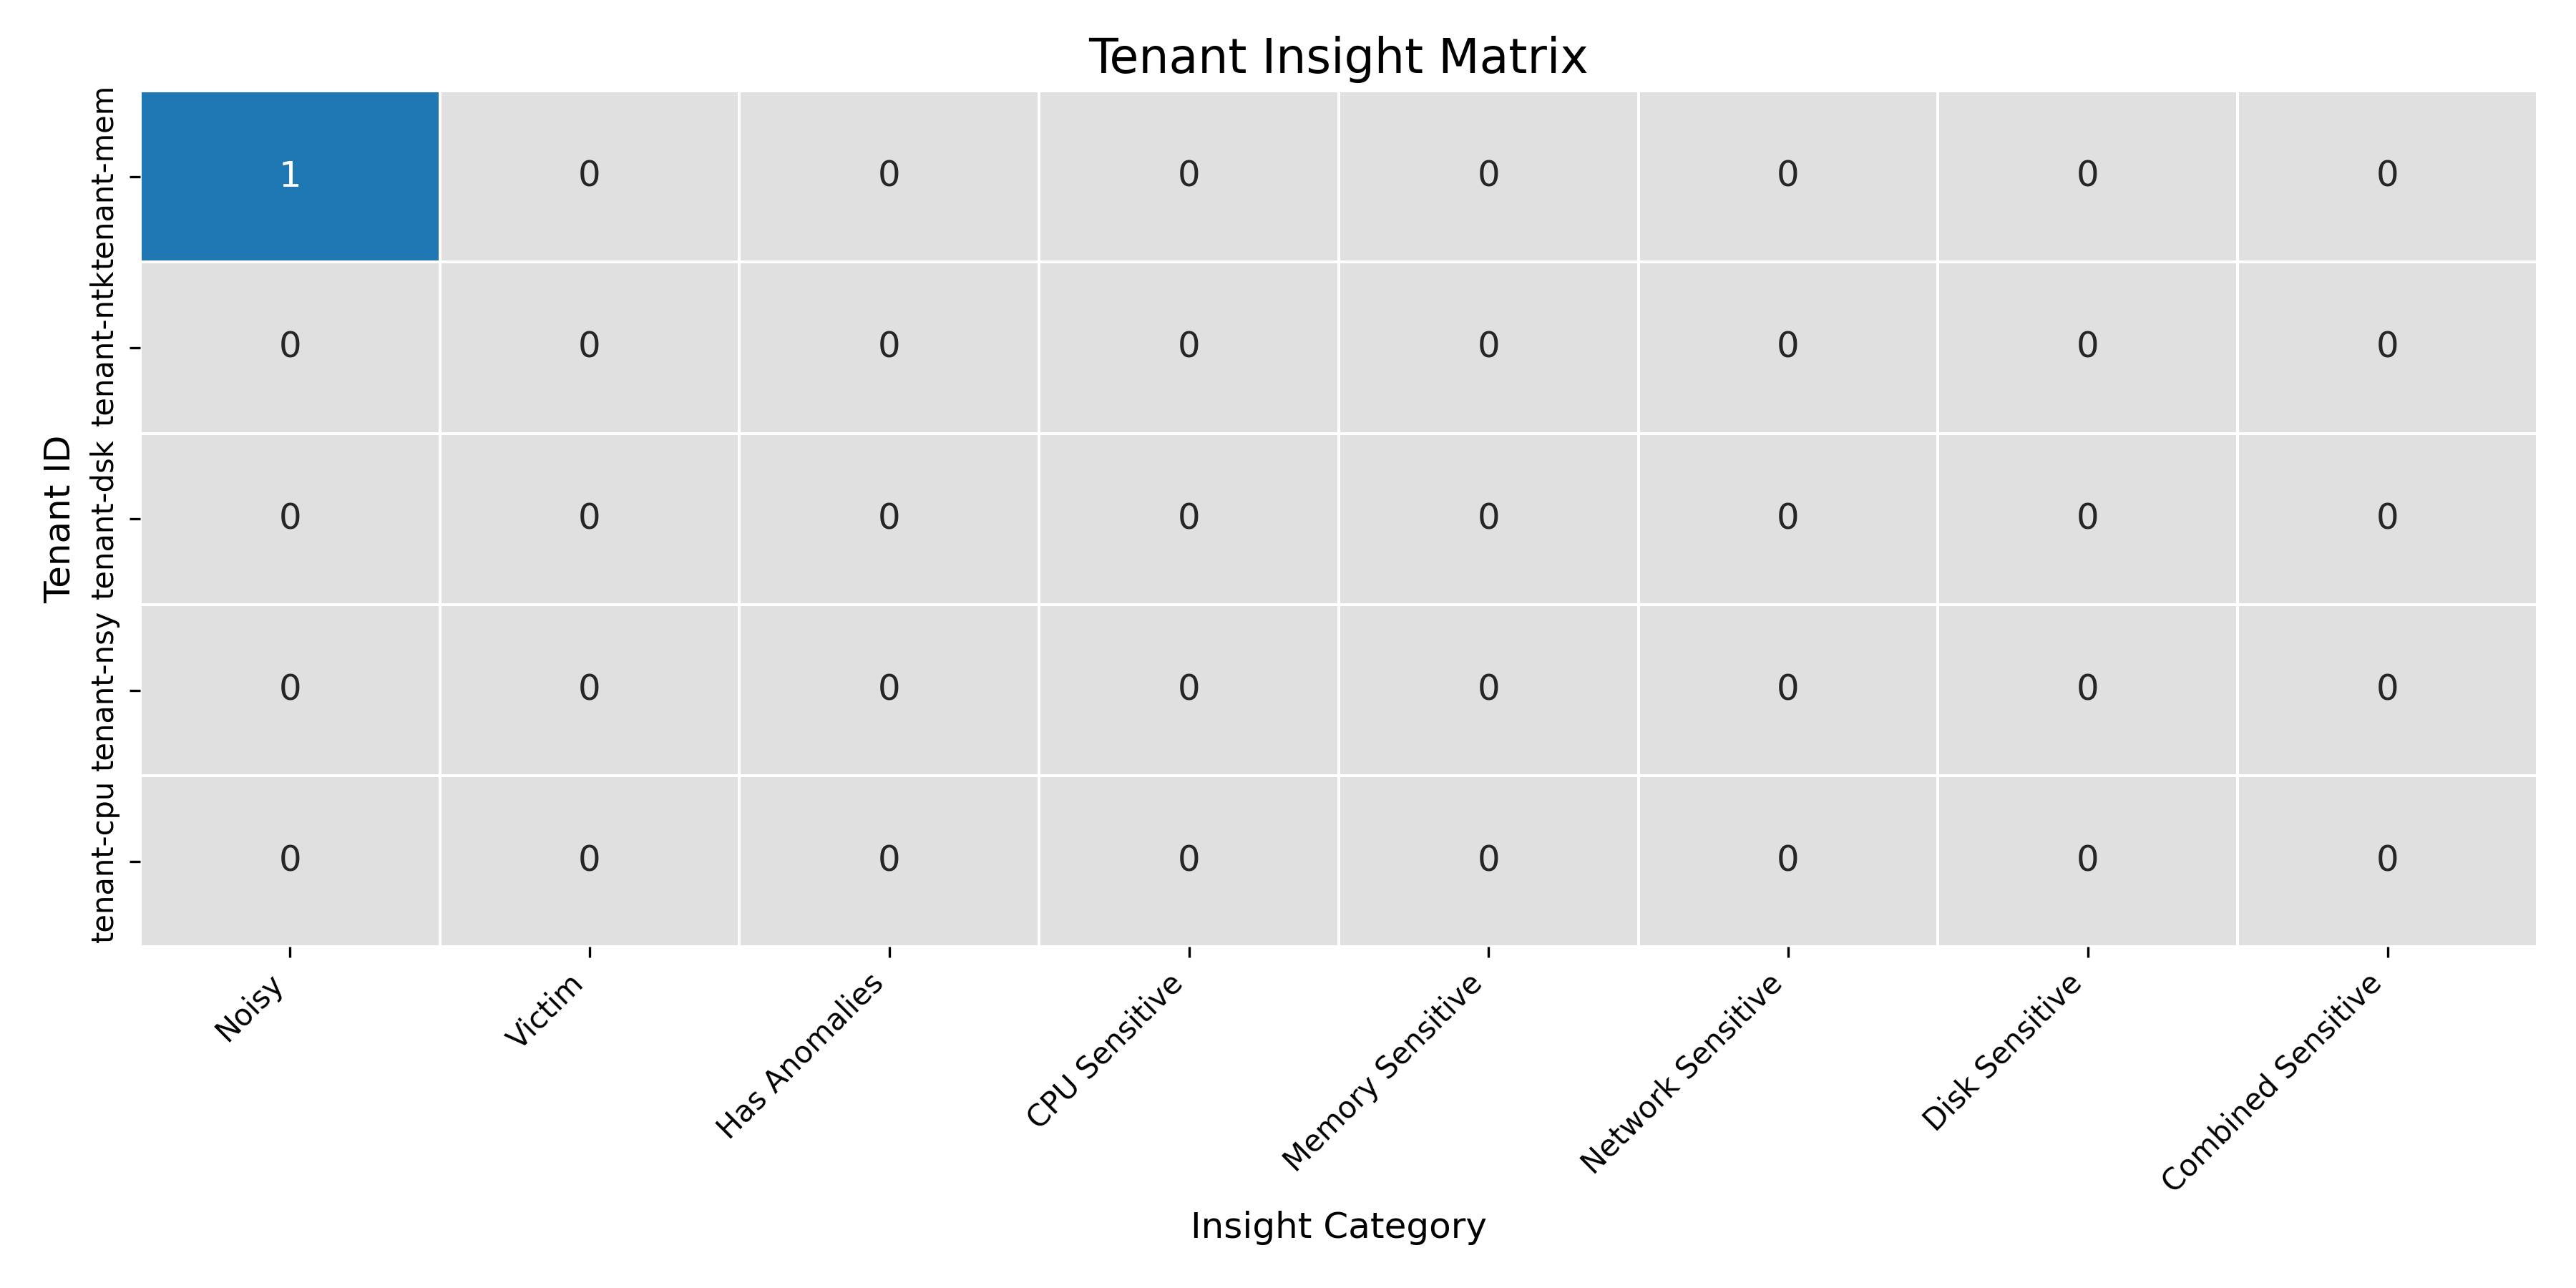 Tenant Insight Matrix
Tenant ID
tenant-mem
1 0 0 0 0 0 0 0
tenant-ntk
0 0 0 0 0 0 0 0
tenant-dsk
0 0 0 0 0 0 0 0
tenant-nsy
0 0 0 0 0 0 0 0
tenant-cpu
0 0 0 0 0 0 0 0
Noisy
Victim
Has Anomalies
CPU Sensitive
Memory Sensitive
Network Sensitive
Disk Sensitive
Combined Sensitive
Insight Category